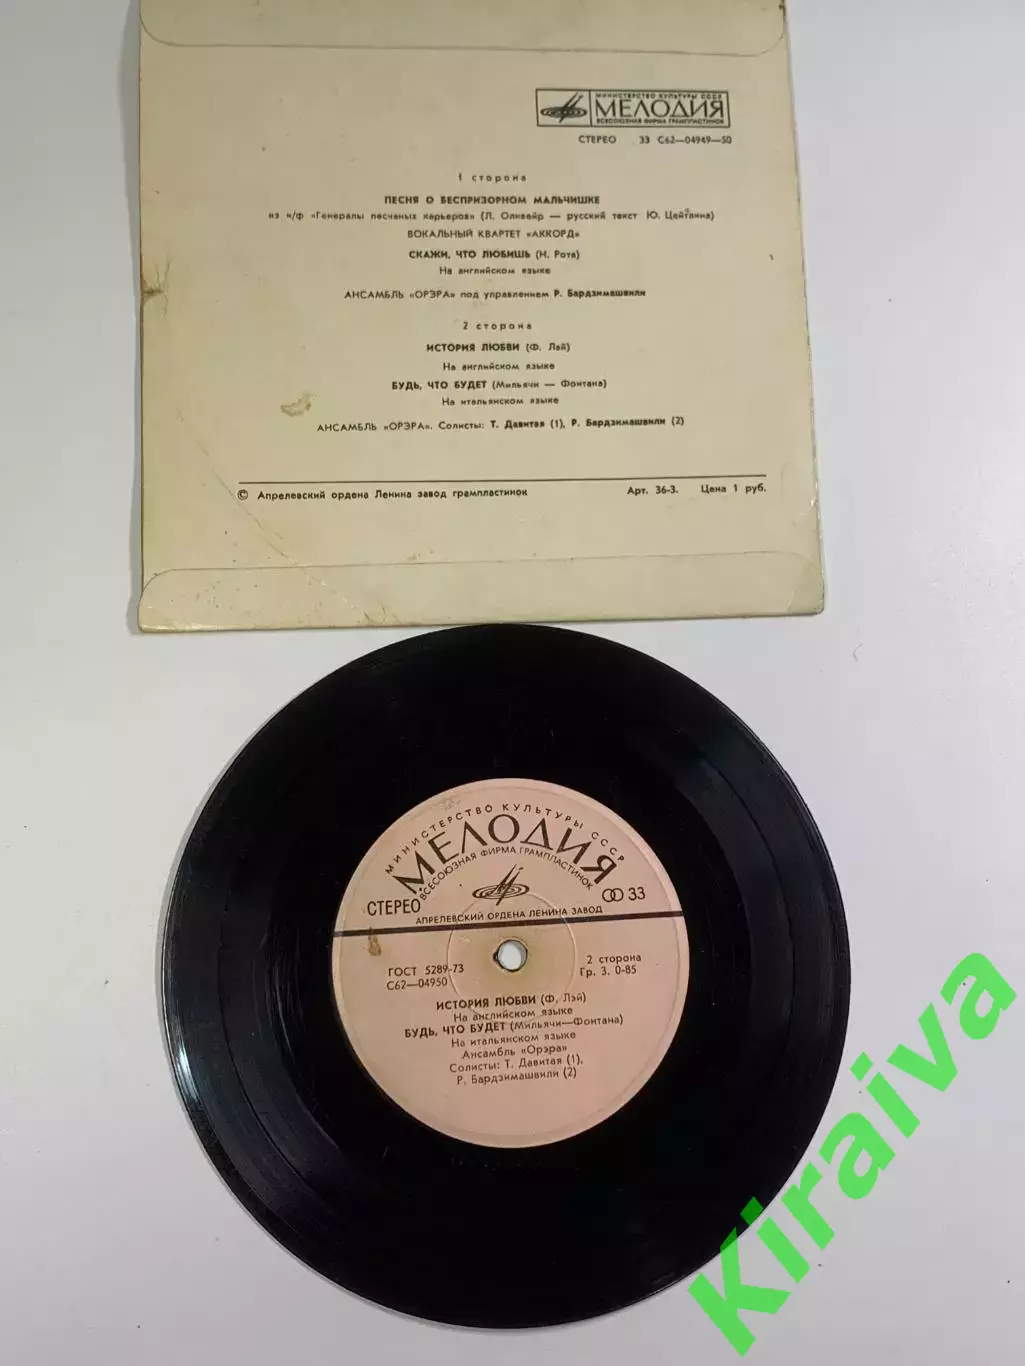 МИНИСТЕРСТВО КУЛЬТУРЫ СССР
МЕЛОДИЯ
ВСЕСОЮЗНАЯ ФИРМА ГРАМПЛАСТИНОК
СТЕРЕО 33 С62—04949—50
1 сторона
ПЕСНЯ О БЕСПРИЗОРНОМ МАЛЬЧИШКЕ
из к/ф «Генералы песчаных карьеров» (Л. Оливейр — русский текст Ю. Цейтлина)
ВОКАЛЬНЫЙ КВАРТЕТ «АККОРД»
СКАЖИ, ЧТО ЛЮБИШЬ (Н. Рота)
На английском языке
АНСАМБЛЬ «ОРЭРА» под управлением Р. Бардзимашвили
2 сторона
ИСТОРИЯ ЛЮБВИ (Ф. Лэй)
На английском языке
БУДЬ, ЧТО БУДЕТ (Мильячи — Фонтана)
На итальянском языке
АНСАМБЛЬ «ОРЭРА». Солисты: Т. Давитая (1), Р. Бардзимашвили (2)
© Апрелевский ордена Ленина завод грампластинок Арт. 36-3. Цена 1 руб.
МИНИСТЕРСТВО КУЛЬТУРЫ СССР
МЕЛОДИЯ
ВСЕСОЮЗНАЯ ФИРМА ГРАМПЛАСТИНОК
СТЕРЕО 33
АПРЕЛЕВСКИЙ ОРДЕНА ЛЕНИНА ЗАВОД
ГОСТ 5289-73 2 сторона
С62—04950 Гр. 3. 0-85
ИСТОРИЯ ЛЮБВИ (Ф. Лэй)
На английском языке
БУДЬ, ЧТО БУДЕТ (Мильячи—Фонтана)
На итальянском языке
Ансамбль «Орэра»
Солисты: Т. Давитая (1),
Р. Бардзимашвили (2)
Kiraiva